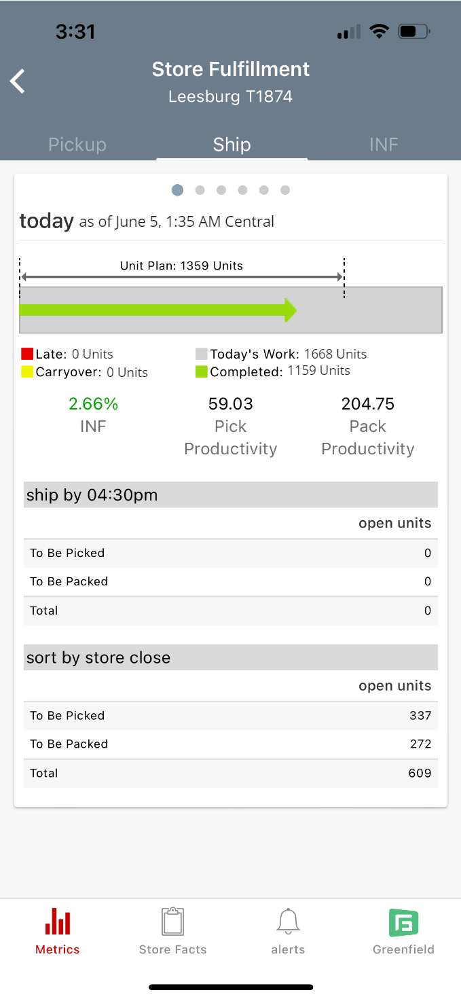 3:31
Store Fulfillment
Leesburg T1874
Pickup Ship INF
today as of June 5, 1:35 AM Central
Unit Plan: 1359 Units
Late: 0 Units Today's Work: 1668 Units
Carryover: 0 Units Completed: 1159 Units
2.66% 59.03 204.75
INF Pick Pack
Productivity Productivity
ship by 04:30pm
open units
To Be Picked 0
To Be Packed 0
Total 0
sort by store close
open units
To Be Picked 337
To Be Packed 272
Total 609
Metrics Store Facts alerts Greenfield